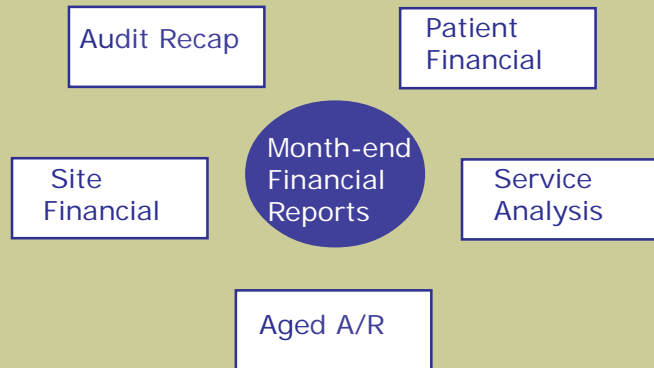 Audit Recap
Patient
Financial
Month-end
Financial
Reports
Site
Financial
Service
Analysis
Aged A/R